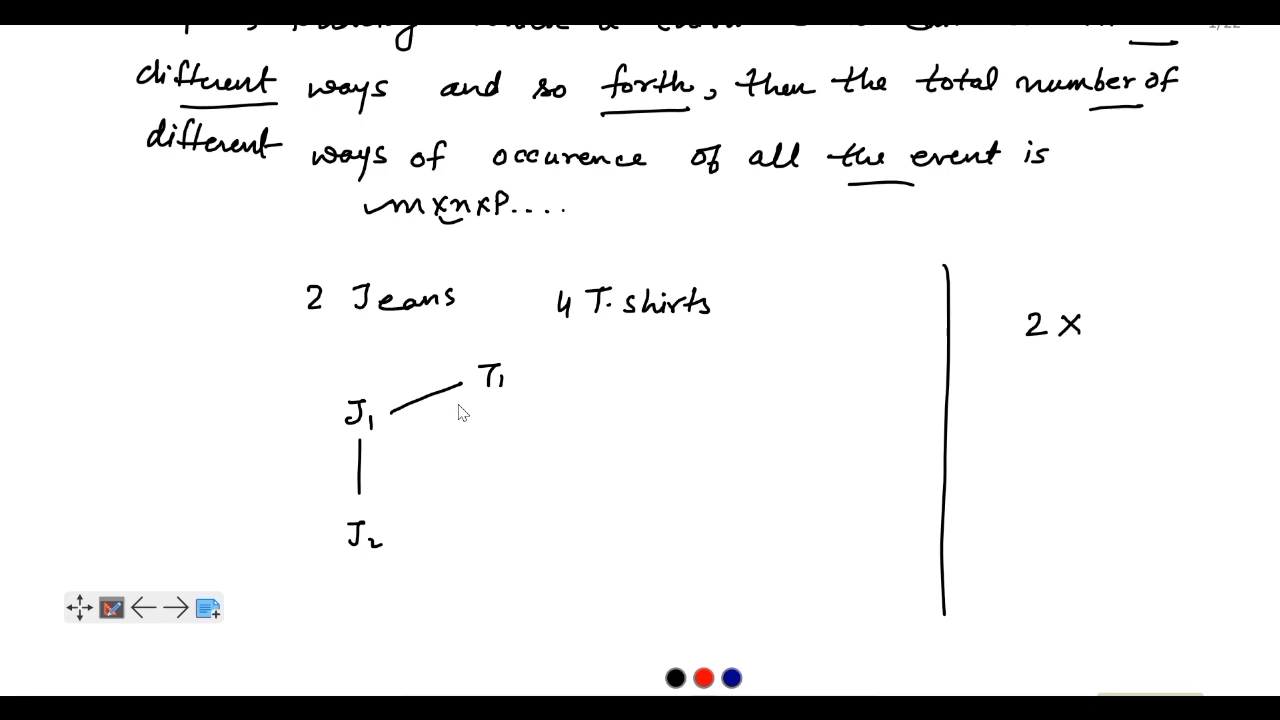 different ways and so forth, then the total number of
different ways of occurence of all the event is
m x n x P....
2 Jeans 4 T.shirts
2 x
T1
J1
J2